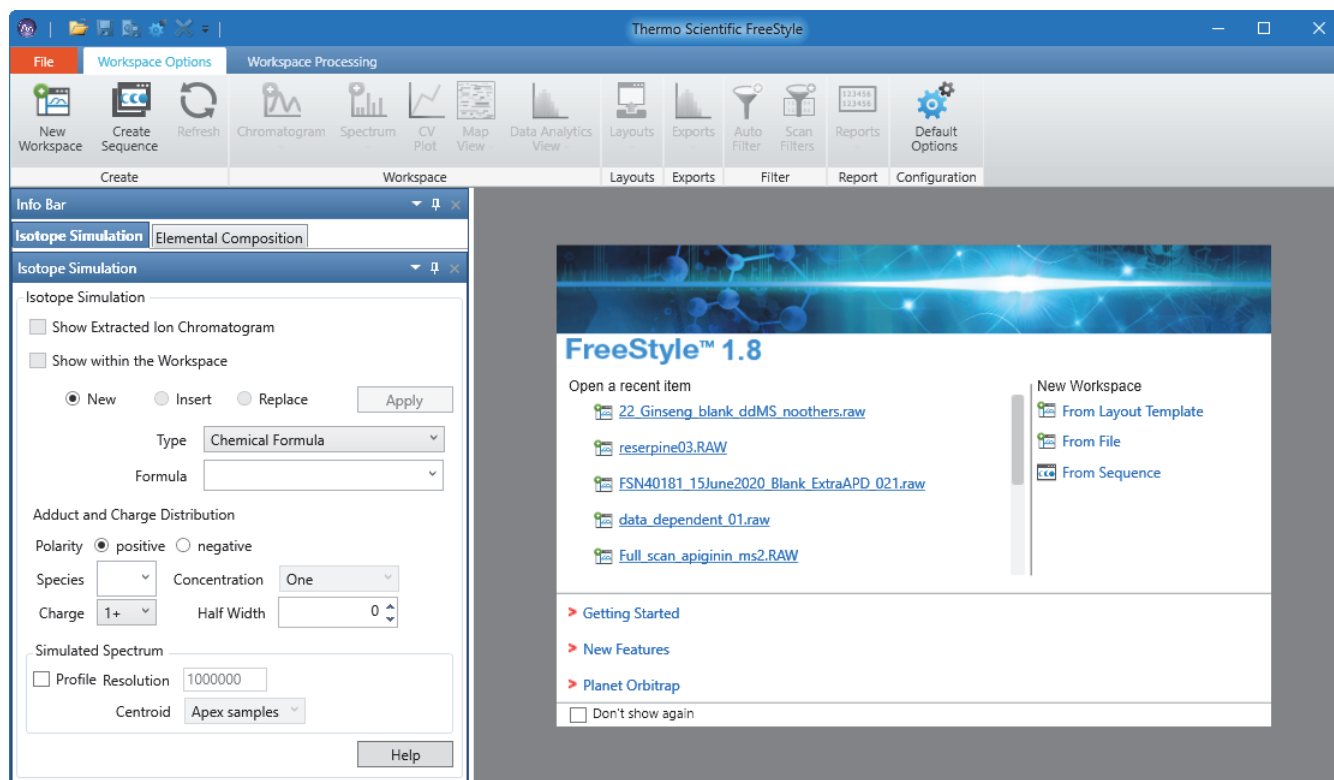 Thermo Scientific FreeStyle
File Workspace Options Workspace Processing
New Workspace Create Sequence Refresh Chromatogram Spectrum CV Plot Map View Data Analytics View Layouts Exports Auto Filter Scan Filters Reports Default Options
Create Workspace Layouts Exports Filter Report Configuration
Info Bar
Isotope Simulation Elemental Composition
Isotope Simulation
Isotope Simulation
Show Extracted Ion Chromatogram
Show within the Workspace
New Insert Replace Apply
Type Chemical Formula
Formula
Adduct and Charge Distribution
Polarity positive negative
Species Concentration One
Charge 1+ Half Width 0
Simulated Spectrum
Profile Resolution 1000000
Centroid Apex samples
Help
FreeStyle™ 1.8
Open a recent item
22_Ginseng_blank_ddMS_noothers.raw
reserpine03.RAW
FSN40181_15June2020_Blank_ExtraAPD_021.raw
data_dependent_01.raw
Full_scan_apiginin_ms2.RAW
New Workspace
From Layout Template
From File
From Sequence
> Getting Started
> New Features
> Planet Orbitrap
Don't show again